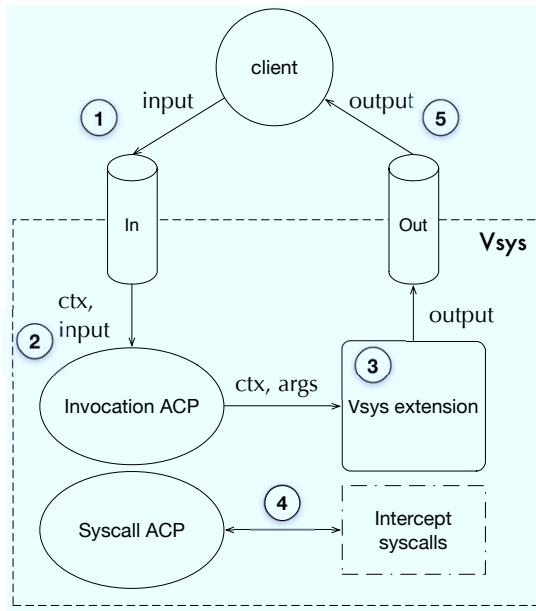 client
input
output
1
5
In
Out
Vsys
ctx,
input
2
output
3
Invocation ACP
ctx, args
Vsys extension
4
Syscall ACP
Intercept
syscalls